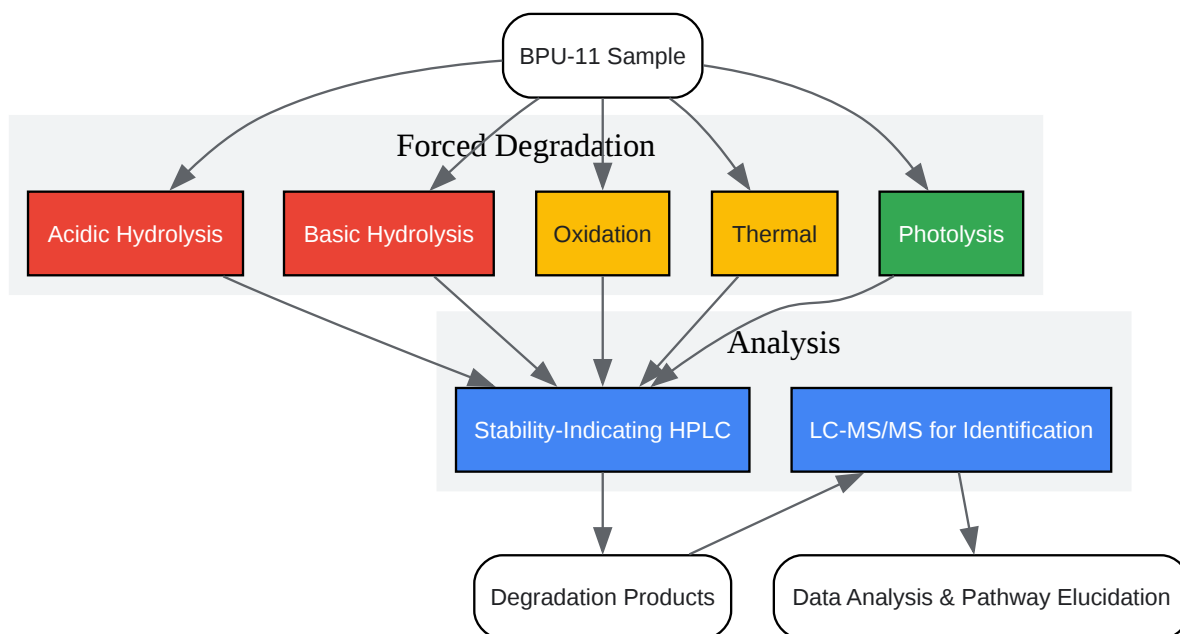 BPU-11 Sample
Forced Degradation
Acidic Hydrolysis
Basic Hydrolysis
Oxidation
Thermal
Photolysis
Analysis
Stability-Indicating HPLC
LC-MS/MS for Identification
Degradation Products
Data Analysis & Pathway Elucidation